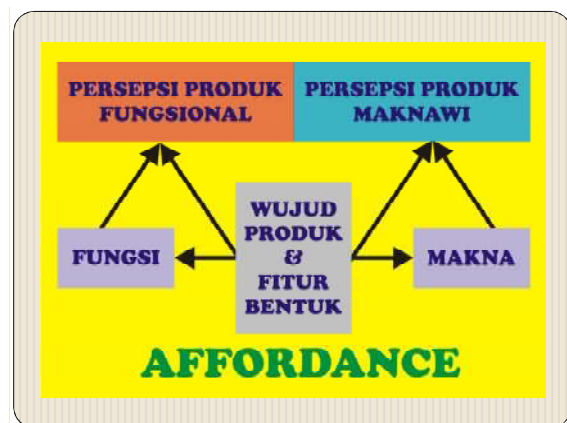 PERSEPSI PRODUK
FUNGSIONAL
PERSEPSI PRODUK
MAKNAWI
WUJUD
PRODUK
&
FITUR
BENTUK
FUNGSI
MAKNA
AFFORDANCE